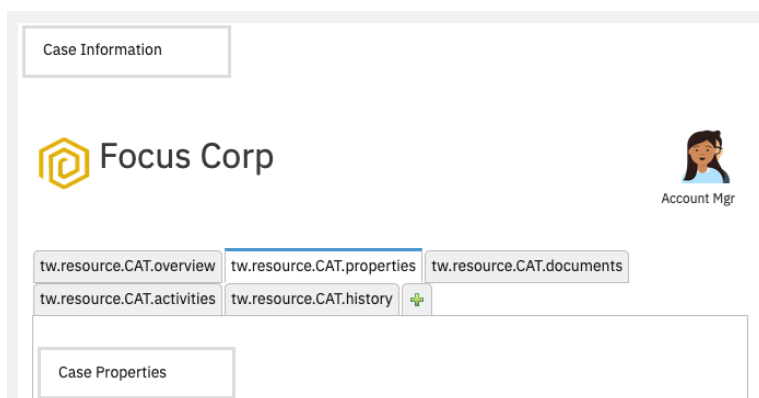 Case Information
Focus Corp
Account Mgr
tw.resource.CAT.overview tw.resource.CAT.properties tw.resource.CAT.documents
tw.resource.CAT.activities tw.resource.CAT.history
Case Properties